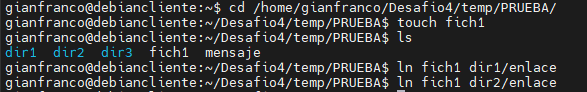 gianfranco@debiancliente:~$ cd /home/gianfranco/Desafio4/temp/PRUEBA/
gianfranco@debiancliente:~/Desafio4/temp/PRUEBA$ touch fich1
gianfranco@debiancliente:~/Desafio4/temp/PRUEBA$ ls
dir1  dir2  dir3  fich1  mensaje
gianfranco@debiancliente:~/Desafio4/temp/PRUEBA$ ln fich1 dir1/enlace
gianfranco@debiancliente:~/Desafio4/temp/PRUEBA$ ln fich1 dir2/enlace